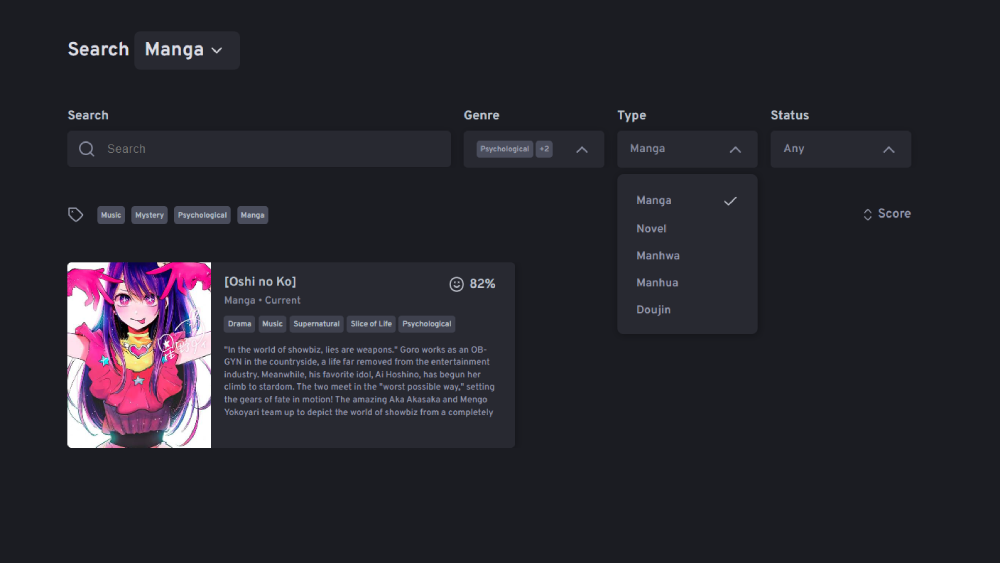 Search Manga
Search Genre Type Status
Search Psychological +2 Manga Any
Music Mystery Psychological Manga
Score
Manga
Novel
Manhwa
Manhua
Doujin
[Oshi no Ko] 82%
Manga • Current
Drama Music Supernatural Slice of Life Psychological
"In the world of showbiz, lies are weapons." Goro works as an OB-
GYN in the countryside, a life far removed from the entertainment
industry. Meanwhile, his favorite idol, Ai Hoshino, has begun her
climb to stardom. The two meet in the "worst possible way," setting
the gears of fate in motion! The amazing Aka Akasaka and Mengo
Yokoyari team up to depict the world of showbiz from a completely